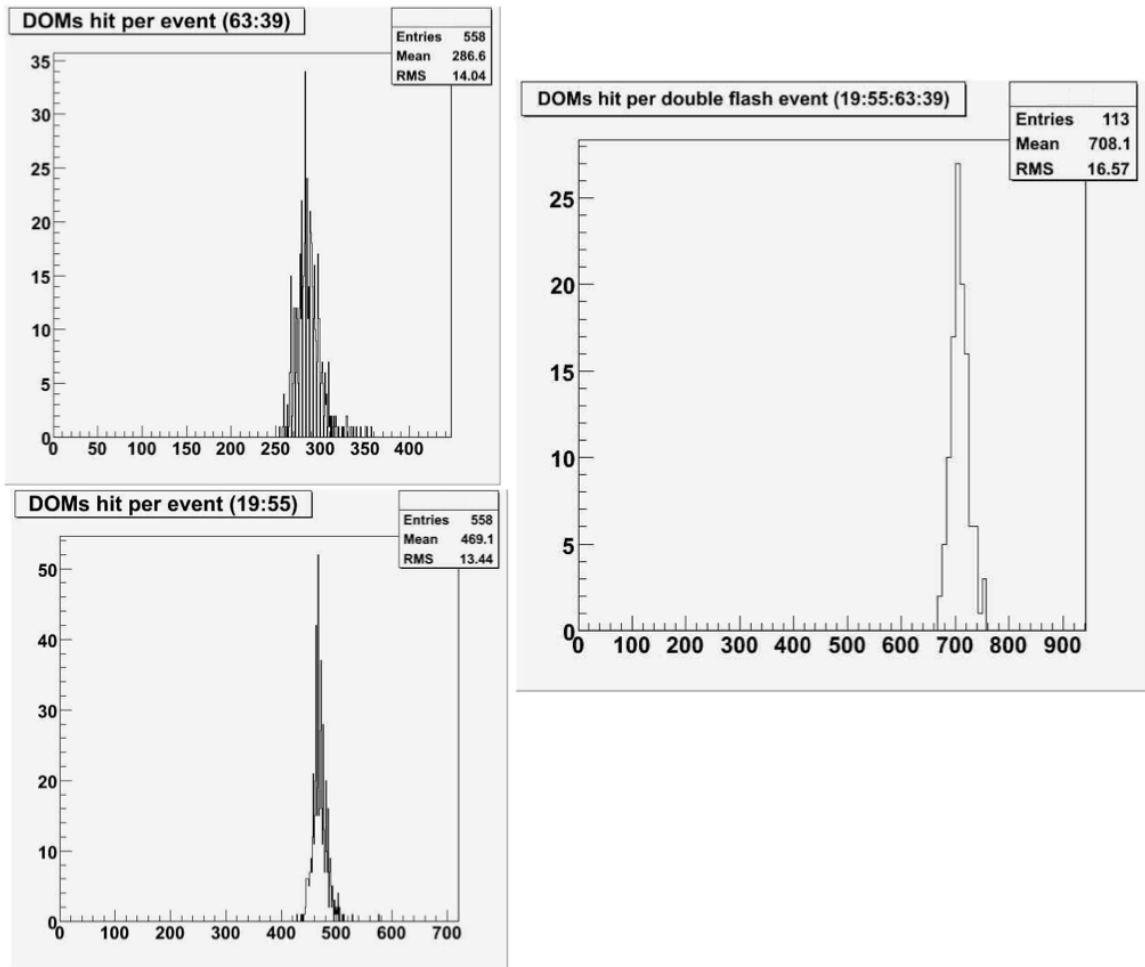 DOMs hit per event (63:39)
Entries 558
Mean 286.6
RMS 14.04
35
30
25
20
15
10
5
0
0 50 100 150 200 250 300 350 400
DOMs hit per double flash event (19:55:63:39)
Entries 113
Mean 708.1
RMS 16.57
25
20
15
10
5
0
0 100 200 300 400 500 600 700 800 900
DOMs hit per event (19:55)
Entries 558
Mean 469.1
RMS 13.44
50
40
30
20
10
0
0 100 200 300 400 500 600 700